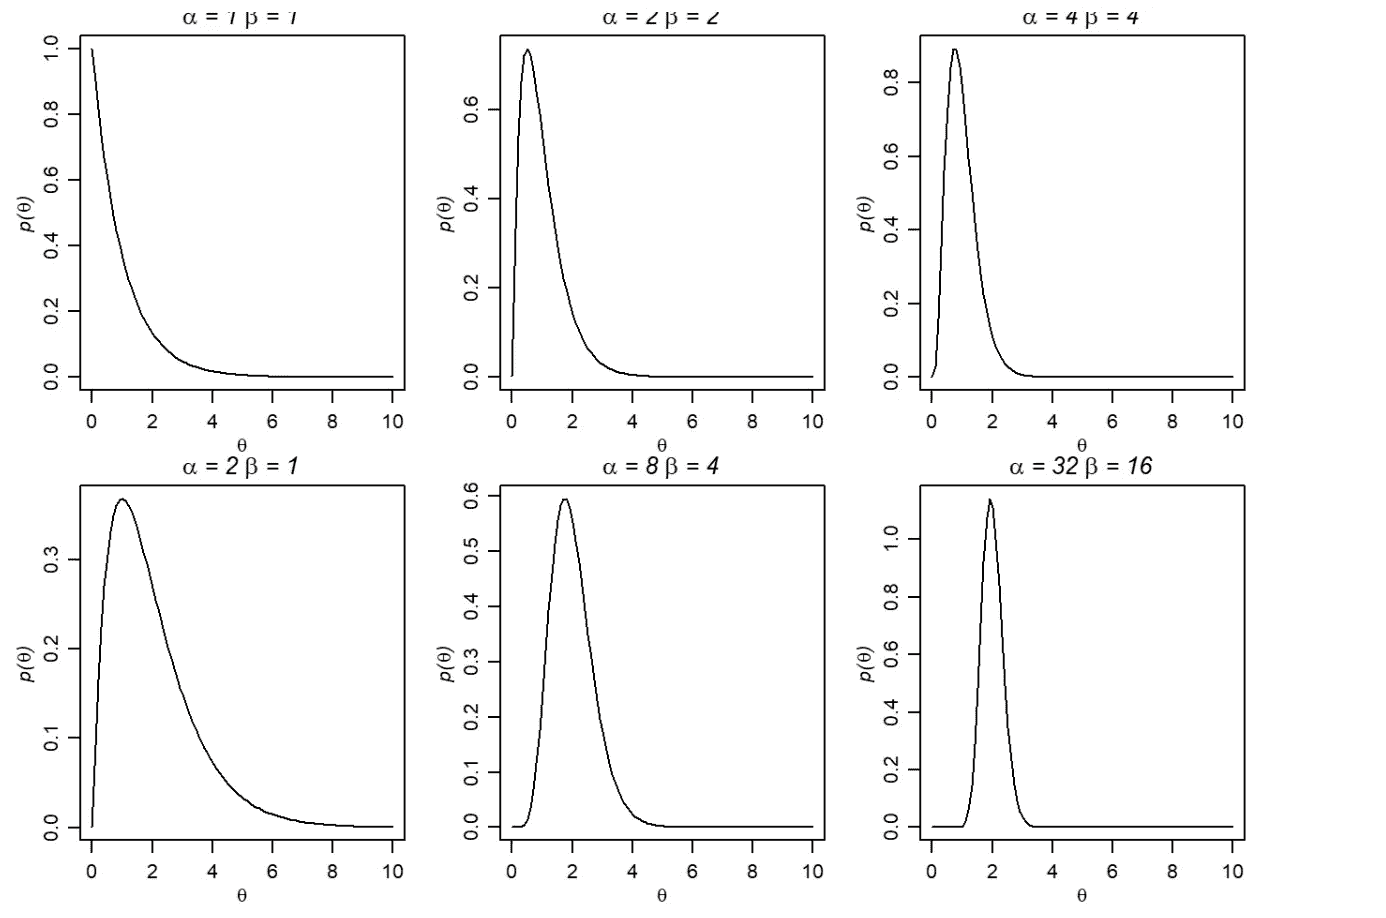 α = 1 β = 1
α = 2 β = 2
α = 4 β = 4
p(θ)
0.0 0.2 0.4 0.6 0.8 1.0
0 2 4 6 8 10
θ
p(θ)
0.0 0.2 0.4 0.6
0 2 4 6 8 10
θ
p(θ)
0.0 0.2 0.4 0.6 0.8
0 2 4 6 8 10
θ
α = 2 β = 1
α = 8 β = 4
α = 32 β = 16
p(θ)
0.0 0.1 0.2 0.3
0 2 4 6 8 10
θ
p(θ)
0.0 0.1 0.2 0.3 0.4 0.5 0.6
0 2 4 6 8 10
θ
p(θ)
0.0 0.2 0.4 0.6 0.8 1.0
0 2 4 6 8 10
θ